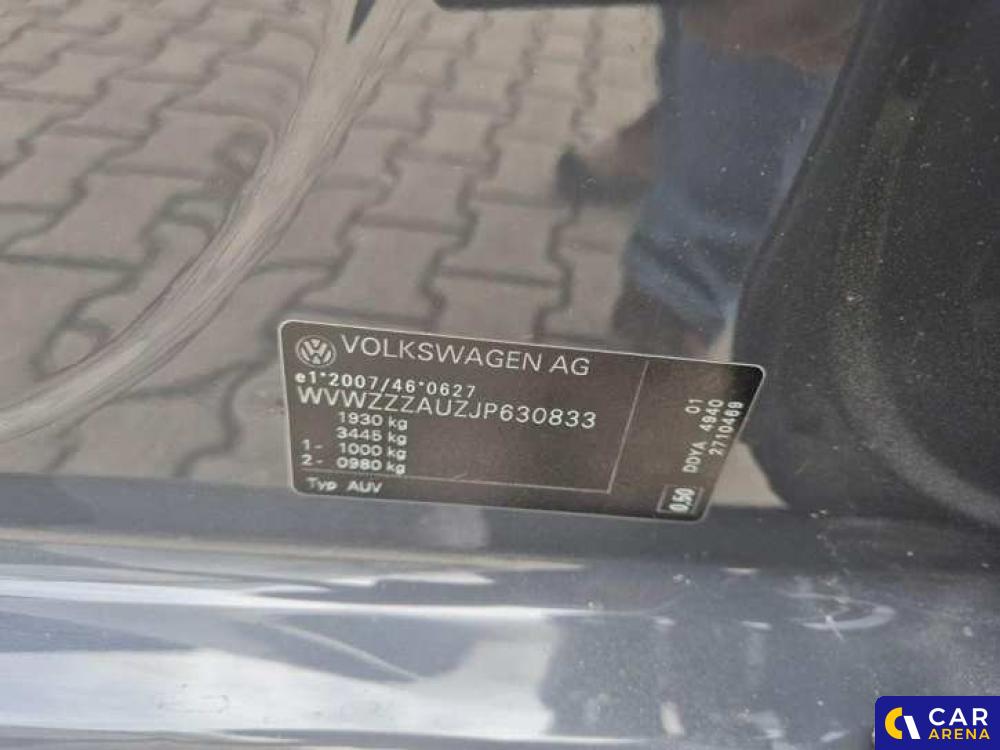 VOLKSWAGEN AG
e1*2007/46*0627
WVWZZZAUZJP630833
1930 kg
3445 kg
1- 1000 kg
2- 0980 kg
Typ AUV
01
DDYA 4940
2710469
0,50
CAR
ARENA